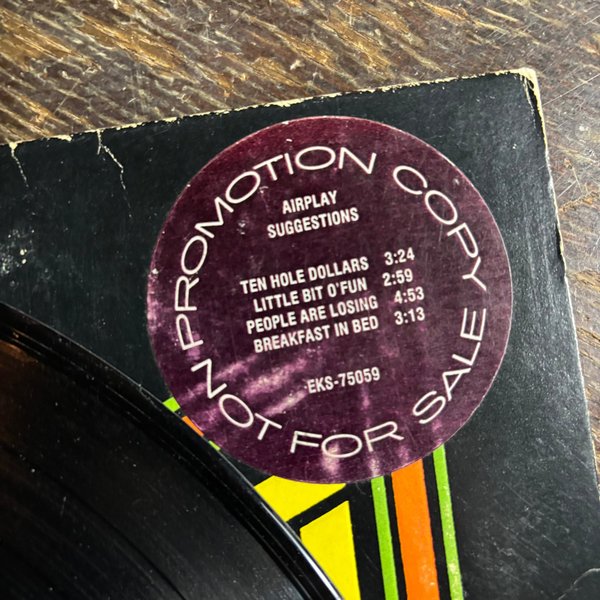 PROMOTION COPY
AIRPLAY
SUGGESTIONS
TEN HOLE DOLLARS 3:24
LITTLE BIT O'FUN 2:59
PEOPLE ARE LOSING 4:53
BREAKFAST IN BED 3:13
EKS-75059
NOT FOR SALE